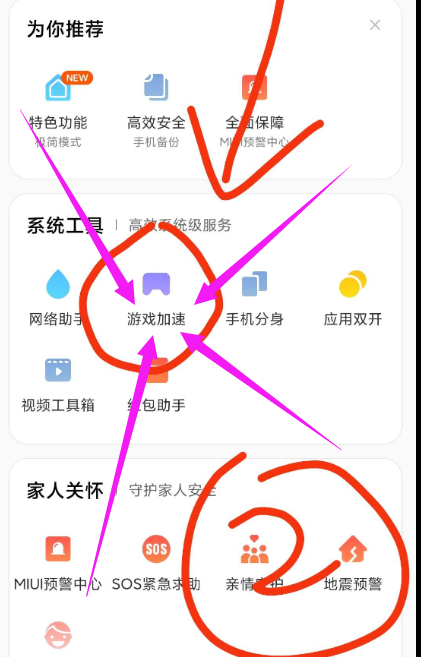 为你推荐
NEW
特色功能 高效安全 全面保障
极简模式 手机备份 MIUI预警中心
系统工具 | 高效系统级服务
网络助手 游戏加速 手机分身 应用双开
视频工具箱 红包助手
家人关怀 | 守护家人安全
SOS
MIUI预警中心 SOS紧急求助 亲情守护 地震预警
2